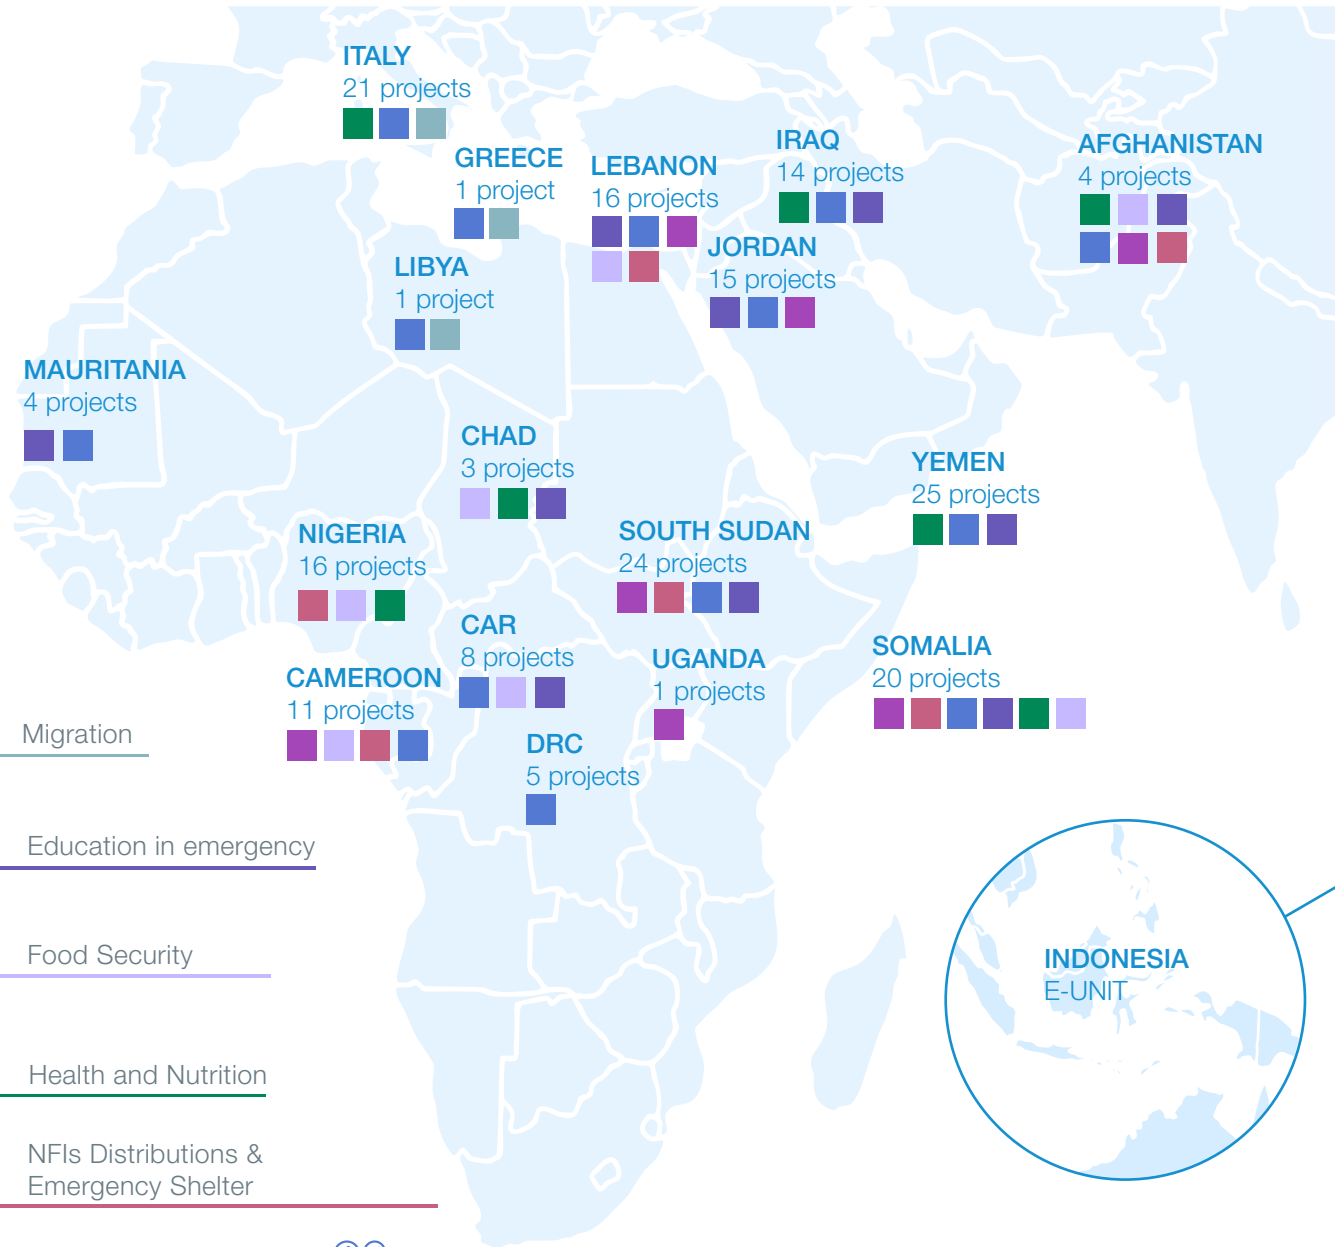 ITALY
21 projects
GREECE
1 project
LEBANON
16 projects
IRAQ
14 projects
AFGHANISTAN
4 projects
JORDAN
15 projects
LIBYA
1 project
MAURITANIA
4 projects
CHAD
3 projects
YEMEN
25 projects
NIGERIA
16 projects
SOUTH SUDAN
24 projects
CAR
8 projects
UGANDA
1 projects
SOMALIA
20 projects
CAMEROON
11 projects
DRC
5 projects
Migration
Education in emergency
Food Security
Health and Nutrition
NFIs Distributions &
Emergency Shelter
INDONESIA
E-UNIT